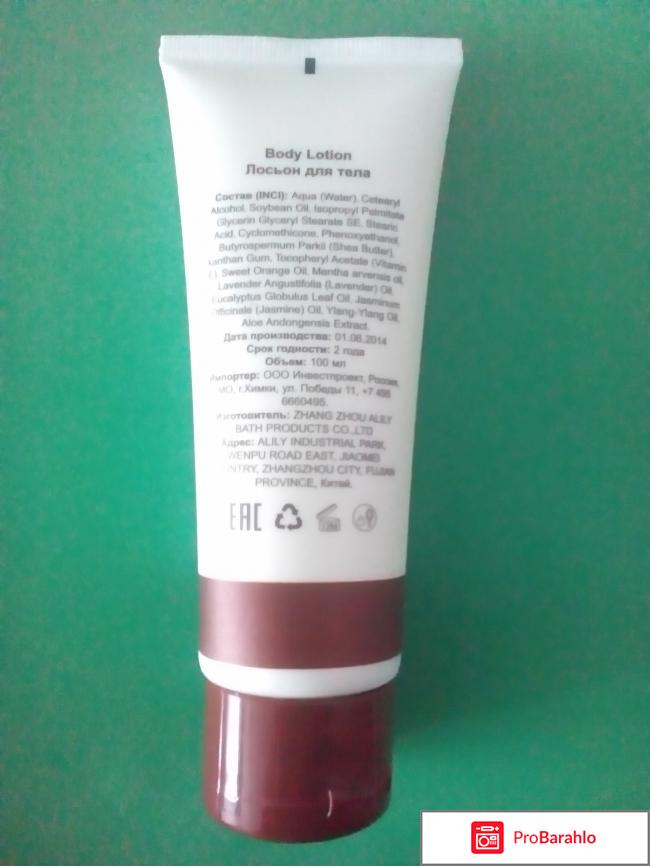 Body Lotion
Лосьон для тела
Состав (INCI): Aqua (Water), Cetearyl
Alcohol, Soybean Oil, Isopropyl Palmitate
Glycerin Glyceryl Stearate SE, Stearic
Acid, Cyclomethicone, Phenoxyethanol,
Butyrospermum Parkii (Shea Butter),
Xanthan Gum, Tocopheryl Acetate (Vitamin
), Sweet Orange Oil, Mentha arvensis oil,
Lavender Angustifolia (Lavender) Oil,
Eucalyptus Globulus Leaf Oil, Jasminum
Officinale (Jasmine) Oil, Ylang-Ylang Oil,
Aloe Andongensis Extract.
Дата производства: 01.08.2014
Срок годности: 2 года
Объем: 100 мл
Импортер: ООО Инвестпроект, Россия,
МО, г.Химки, ул. Победы 11, +7 495
6660495.
Изготовитель: ZHANG ZHOU ALILY
BATH PRODUCTS CO.,LTD
Адрес: ALILY INDUSTRIAL PARK,
WENPU ROAD EAST, JIAOMEI
NTRY, ZHANGZHOU CITY, FUJIAN
PROVINCE, Китай.
EAC
ProBarahlo